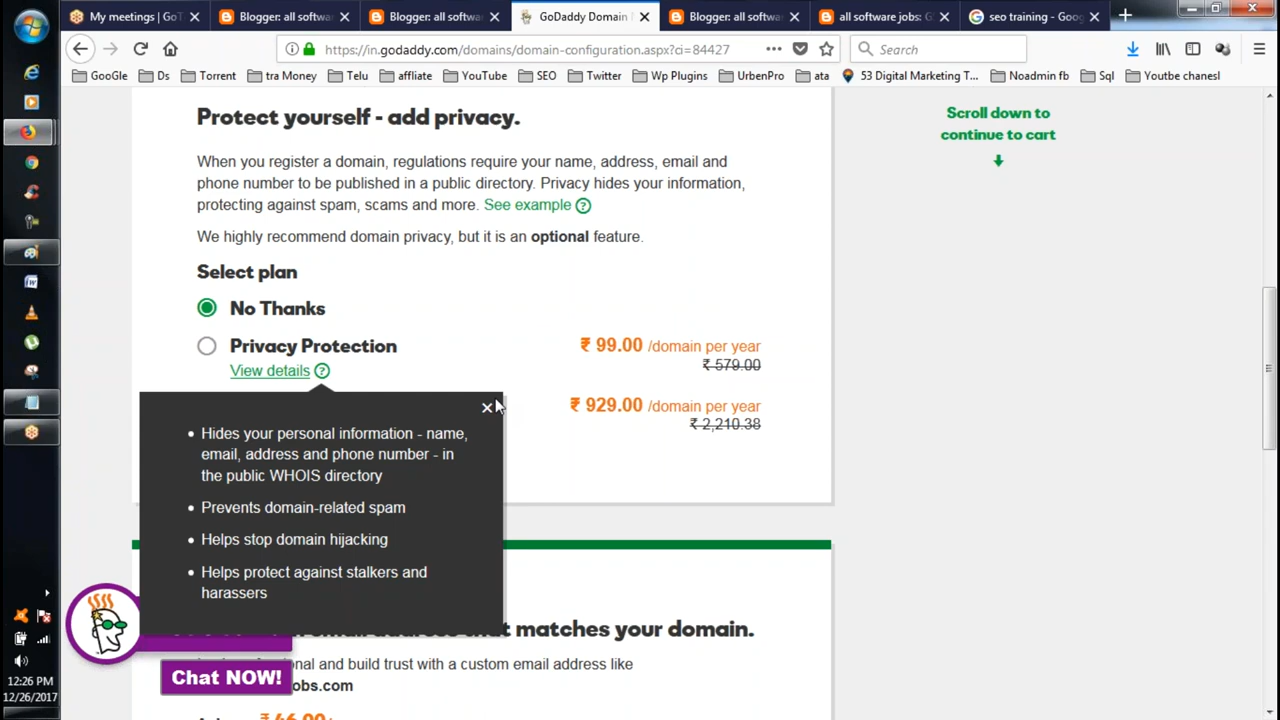 My meetings | GoT
Blogger: all softwa
Blogger: all softwa
GoDaddy Domain
Blogger: all softwa
all software jobs: G
seo training - Goog
https://in.godaddy.com/domains/domain-configuration.aspx?ci=84427
Search
GooGle
Ds
Torrent
tra Money
Telu
affliate
YouTube
SEO
Twitter
Wp Plugins
UrbenPro
ata
53 Digital Marketing T...
Noadmin fb
Sql
Youtbe chanesl
Protect yourself - add privacy.
When you register a domain, regulations require your name, address, email and
phone number to be published in a public directory. Privacy hides your information,
protecting against spam, scams and more. See example ?
We highly recommend domain privacy, but it is an optional feature.
Scroll down to
continue to cart
Select plan
No Thanks
Privacy Protection
₹ 99.00 /domain per year
₹ 579.00
View details ?
₹ 929.00 /domain per year
₹ 2,210.38
• Hides your personal information - name,
email, address and phone number - in
the public WHOIS directory
• Prevents domain-related spam
• Helps stop domain hijacking
• Helps protect against stalkers and
harassers
matches your domain.
and build trust with a custom email address like
obs.com
Chat NOW!
12:26 PM
12/26/2017